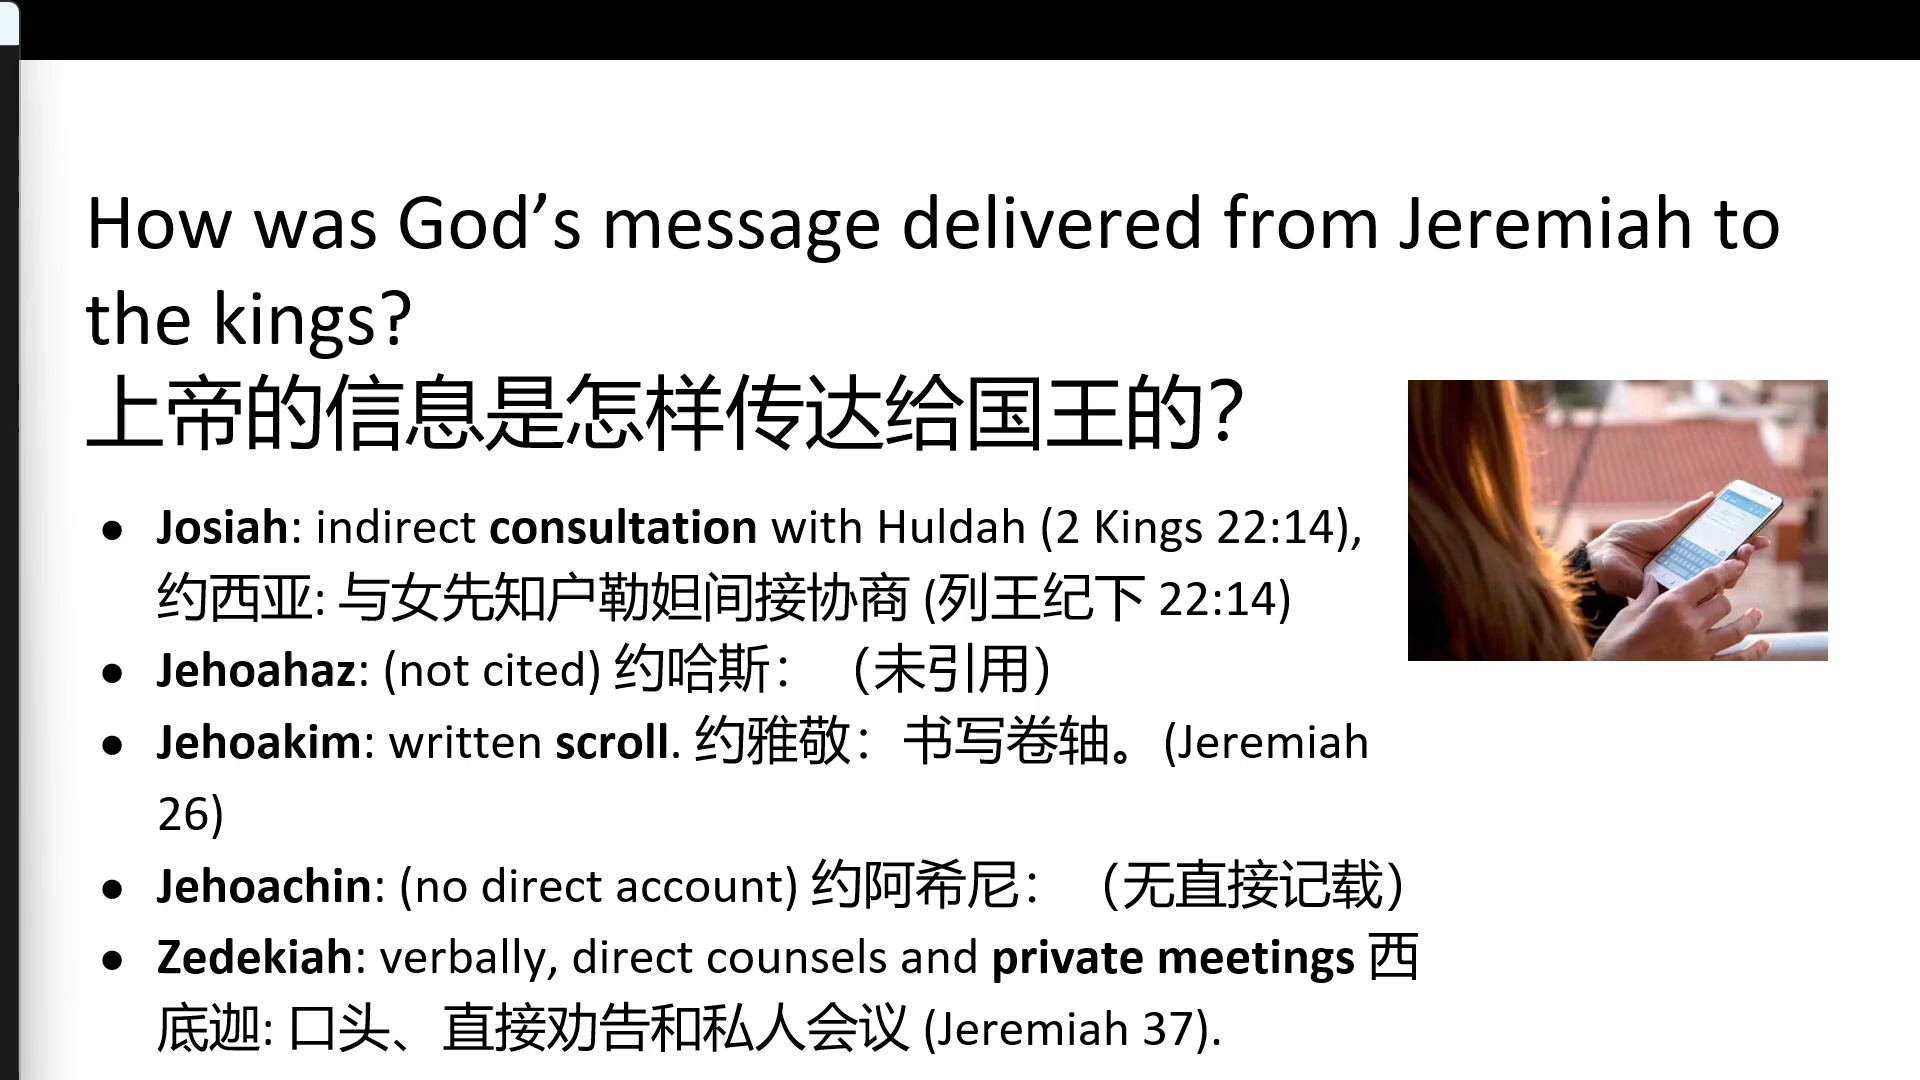 How was God’s message delivered from Jeremiah to
the kings?
上帝的信息是怎样传达给国王的？
● Josiah: indirect consultation with Huldah (2 Kings 22:14),
约西亚: 与女先知户勒妲间接协商 (列王纪下 22:14)
● Jehoahaz: (not cited) 约哈斯：（未引用）
● Jehoakim: written scroll. 约雅敬：书写卷轴。(Jeremiah
26)
● Jehoachin: (no direct account) 约阿希尼：（无直接记载）
● Zedekiah: verbally, direct counsels and private meetings 西
底迦: 口头、直接劝告和私人会议 (Jeremiah 37).